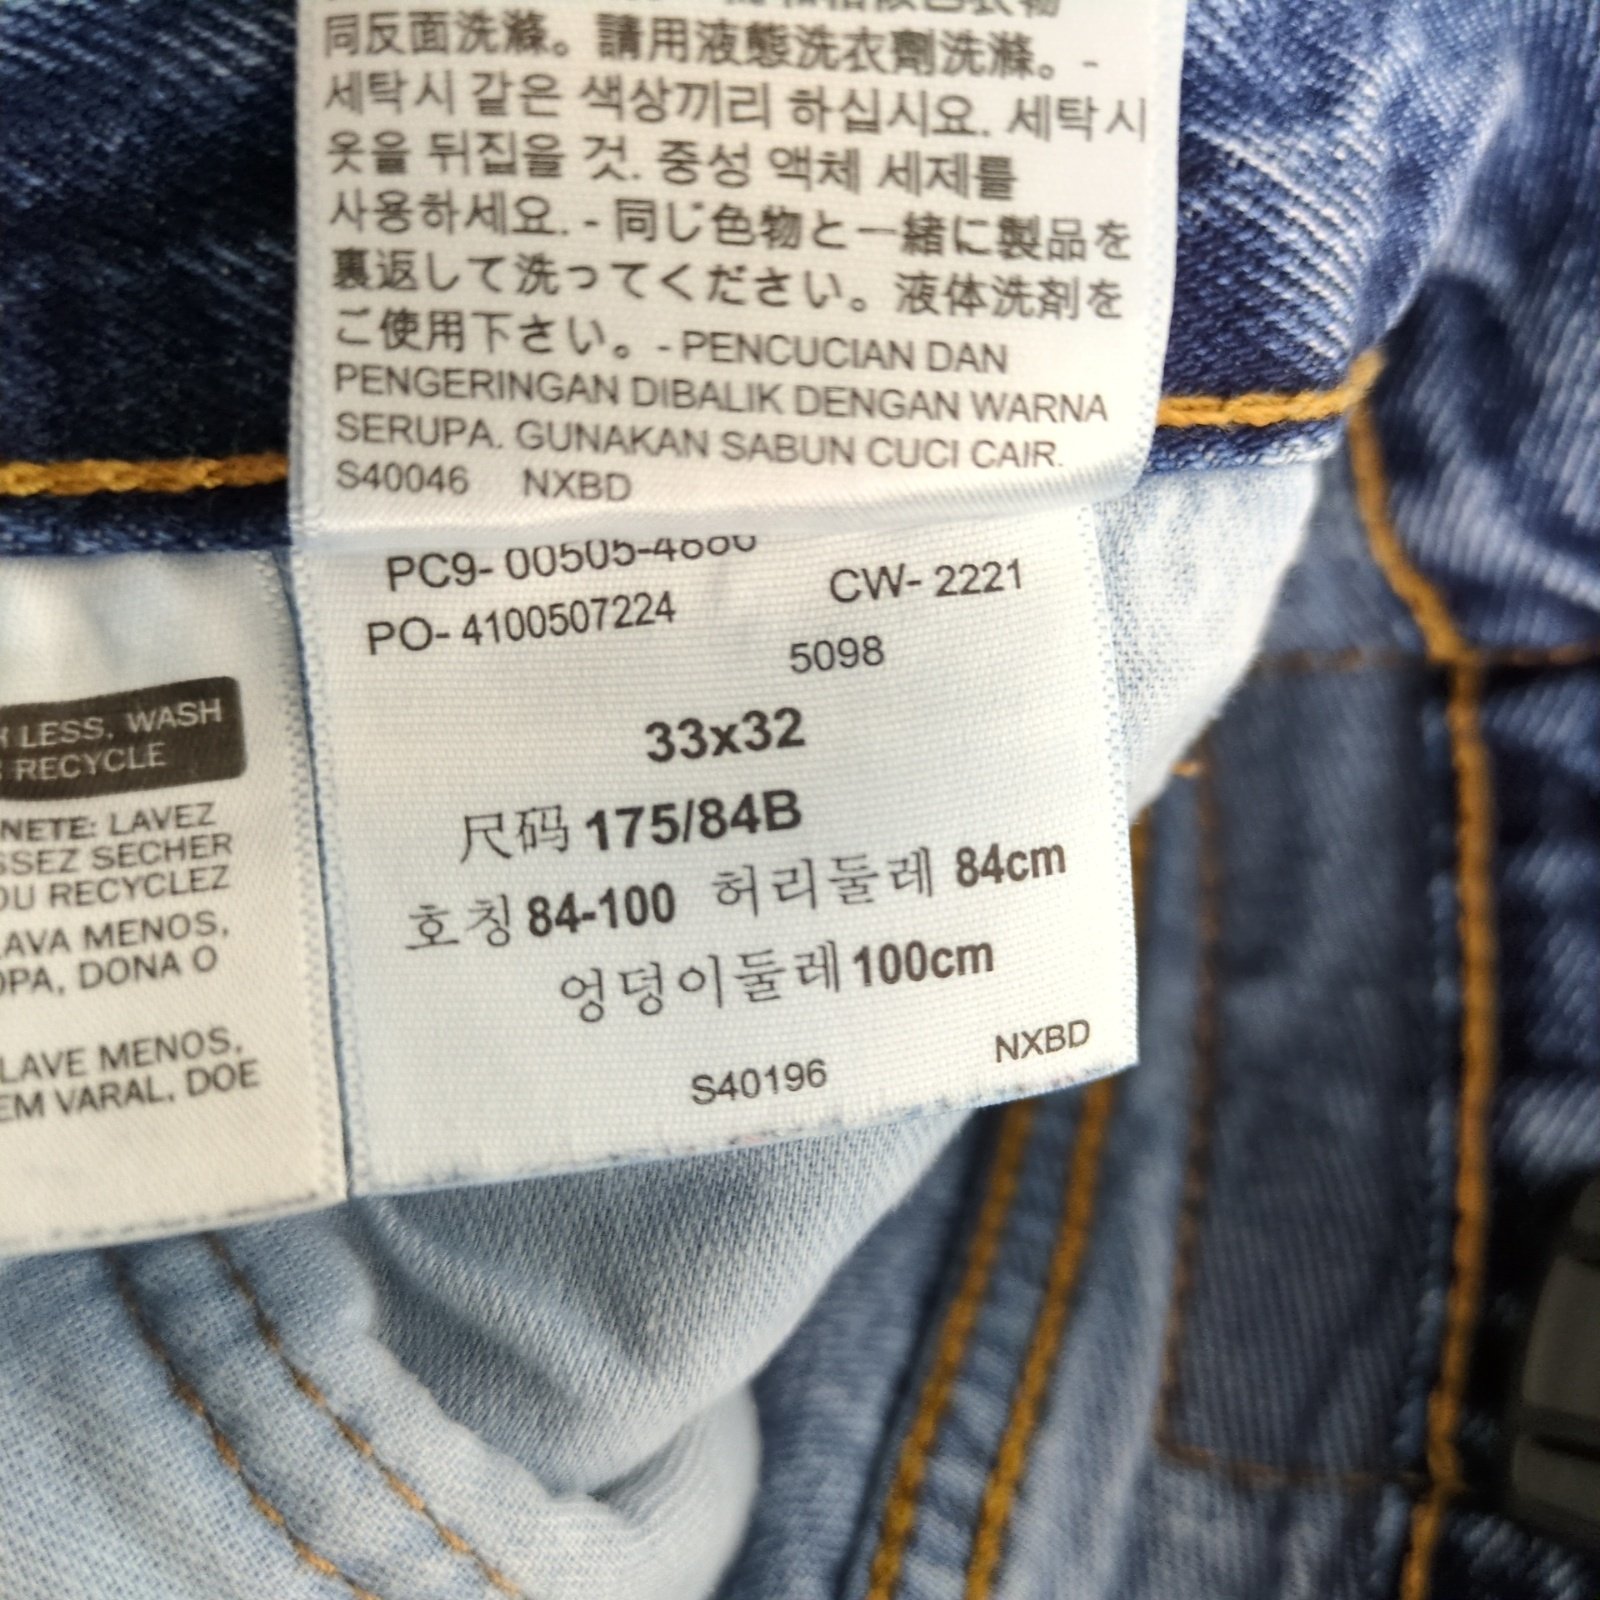 同反面洗滌。請用液態洗衣劑洗滌。-
세탁시 같은 색상끼리 하십시요. 세탁시
옷을 뒤집을 것. 중성 액체 세제를
사용하세요. - 同じ色物と一緒に製品を
裏返して洗ってください。液体洗剤を
ご使用下さい。- PENCUCIAN DAN
PENGERINGAN DIBALIK DENGAN WARNA
SERUPA. GUNAKAN SABUN CUCI CAIR.
S40046 NXBD
PC9- 00505-4880
PO- 4100507224 CW- 2221
5098
33x32
尺码 175/84B
호칭 84-100 허리둘레 84cm
엉덩이둘레 100cm
S40196 NXBD
LESS, WASH
RECYCLE
NETE: LAVEZ
SSEZ SECHER
OU RECYCLEZ
LAVA MENOS,
OPA, DONA O
LAVE MENOS,
EM VARAL, DOE